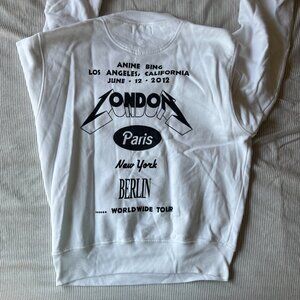 ANINE BING
LOS ANGELES, CALIFORNIA
JUNE - 12 - 2012
LONDON
Paris
New York
BERLIN
WORLDWIDE TOUR